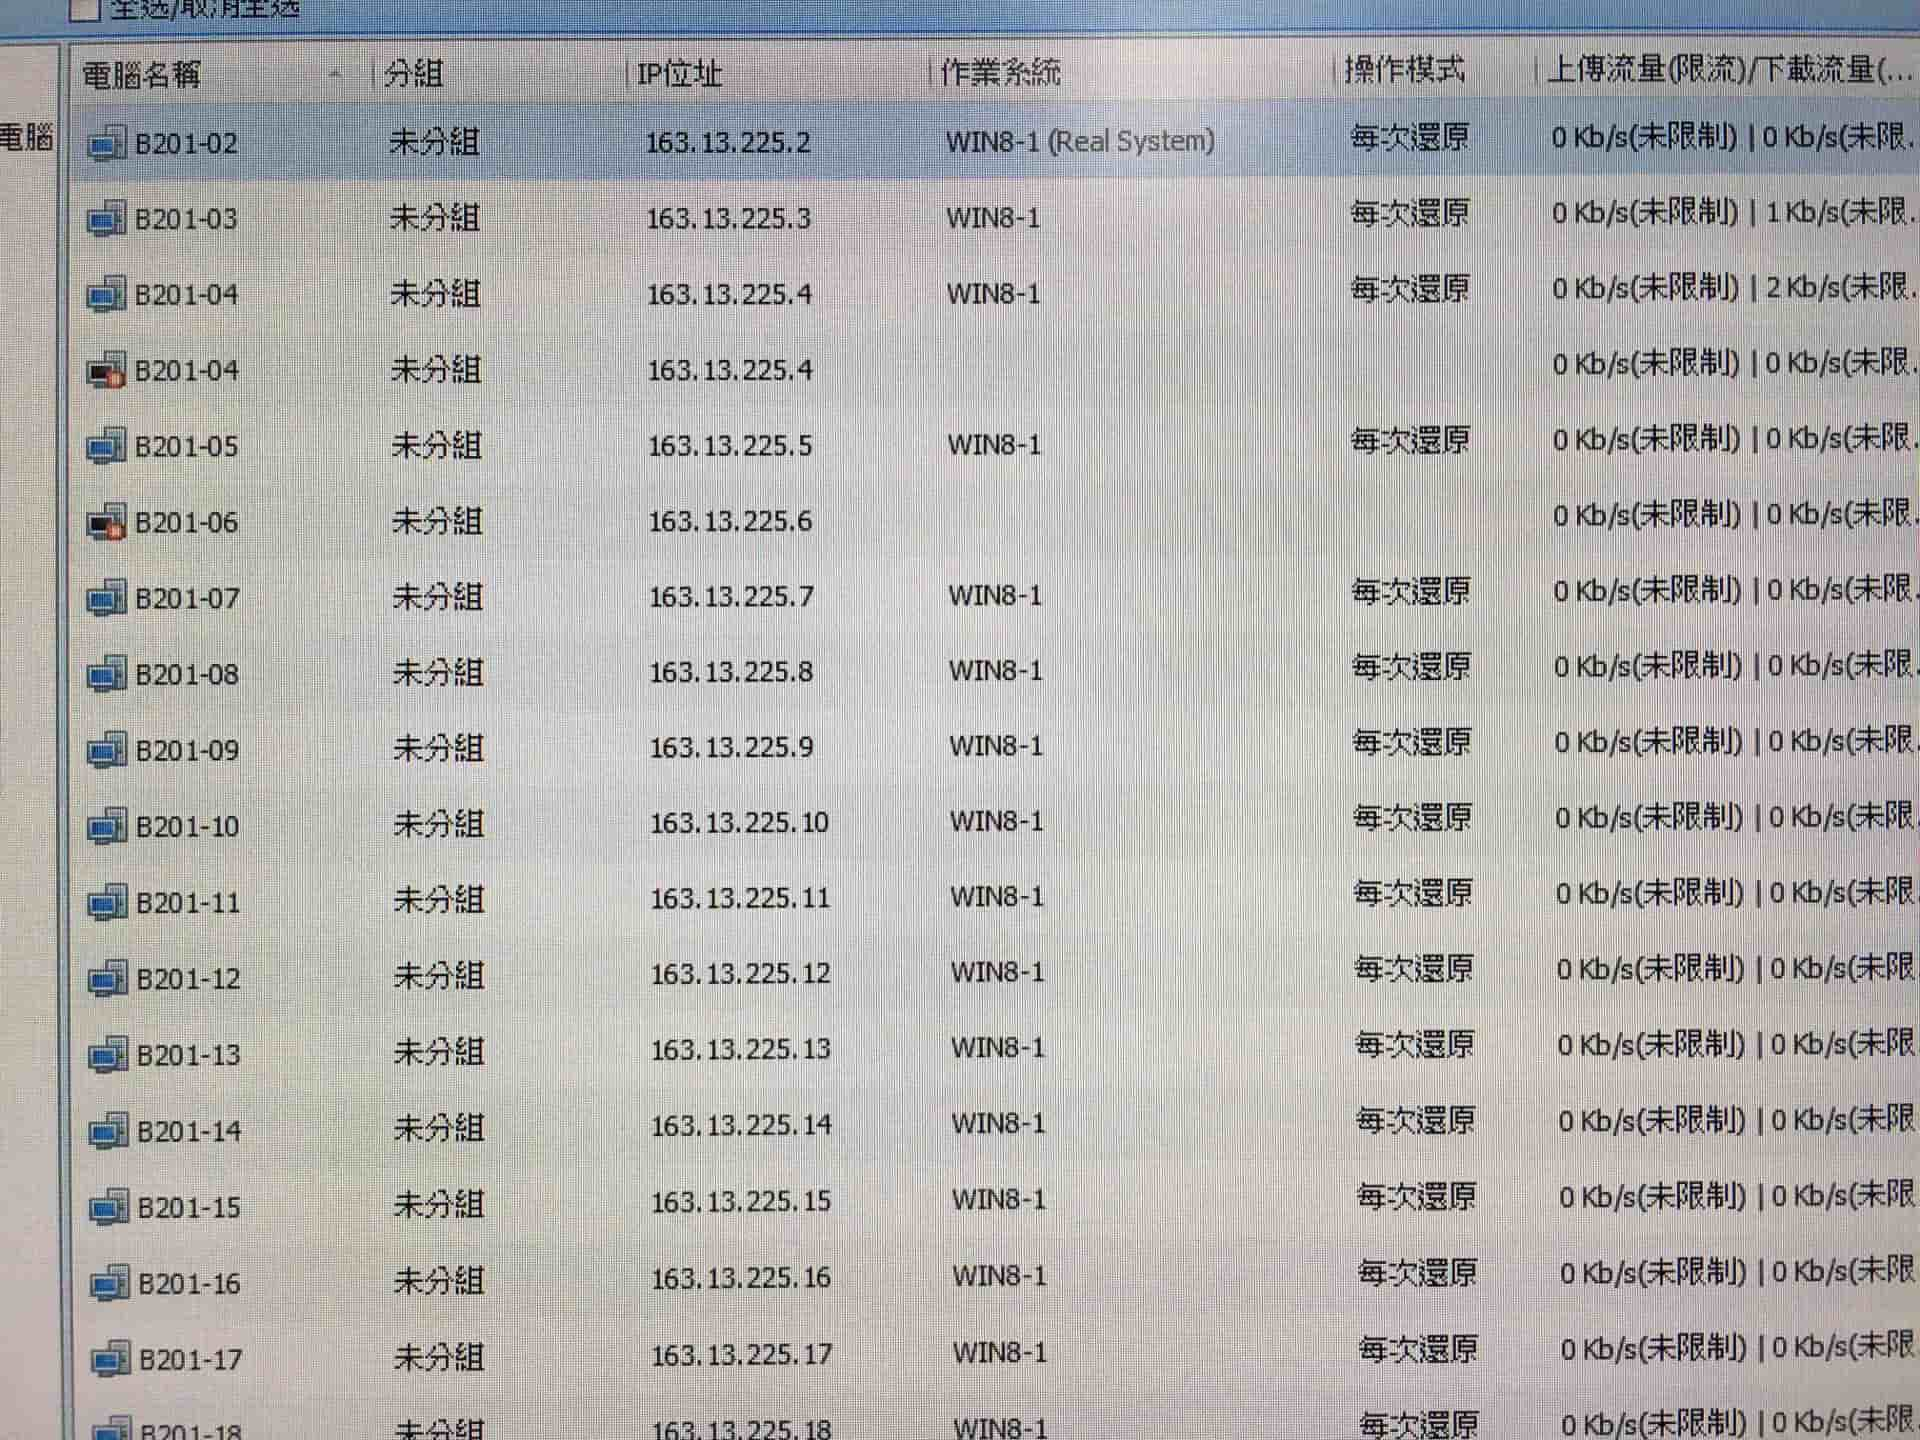 全选/取消全选
電腦名稱 分組 IP位址 作業系統 操作模式 上傳流量(限流)/下載流量(...
電腦
B201-02 未分組 163.13.225.2 WIN8-1 (Real System) 每次還原 0 Kb/s(未限制) | 0 Kb/s(未限.
B201-03 未分組 163.13.225.3 WIN8-1 每次還原 0 Kb/s(未限制) | 1 Kb/s(未限.
B201-04 未分組 163.13.225.4 WIN8-1 每次還原 0 Kb/s(未限制) | 2 Kb/s(未限.
B201-04 未分組 163.13.225.4 0 Kb/s(未限制) | 0 Kb/s(未限.
B201-05 未分組 163.13.225.5 WIN8-1 每次還原 0 Kb/s(未限制) | 0 Kb/s(未限.
B201-06 未分組 163.13.225.6 0 Kb/s(未限制) | 0 Kb/s(未限.
B201-07 未分組 163.13.225.7 WIN8-1 每次還原 0 Kb/s(未限制) | 0 Kb/s(未限.
B201-08 未分組 163.13.225.8 WIN8-1 每次還原 0 Kb/s(未限制) | 0 Kb/s(未限.
B201-09 未分組 163.13.225.9 WIN8-1 每次還原 0 Kb/s(未限制) | 0 Kb/s(未限.
B201-10 未分組 163.13.225.10 WIN8-1 每次還原 0 Kb/s(未限制) | 0 Kb/s(未限.
B201-11 未分組 163.13.225.11 WIN8-1 每次還原 0 Kb/s(未限制) | 0 Kb/s(未限
B201-12 未分組 163.13.225.12 WIN8-1 每次還原 0 Kb/s(未限制) | 0 Kb/s(未限
B201-13 未分組 163.13.225.13 WIN8-1 每次還原 0 Kb/s(未限制) | 0 Kb/s(未限
B201-14 未分組 163.13.225.14 WIN8-1 每次還原 0 Kb/s(未限制) | 0 Kb/s(未限
B201-15 未分組 163.13.225.15 WIN8-1 每次還原 0 Kb/s(未限制) | 0 Kb/s(未限
B201-16 未分組 163.13.225.16 WIN8-1 每次還原 0 Kb/s(未限制) | 0 Kb/s(未限
B201-17 未分組 163.13.225.17 WIN8-1 每次還原 0 Kb/s(未限制) | 0 Kb/s(未限
B201-18 未分組 163.13.225.18 WIN8-1 每次還原 0 Kb/s(未限制) | 0 Kb/s(未限